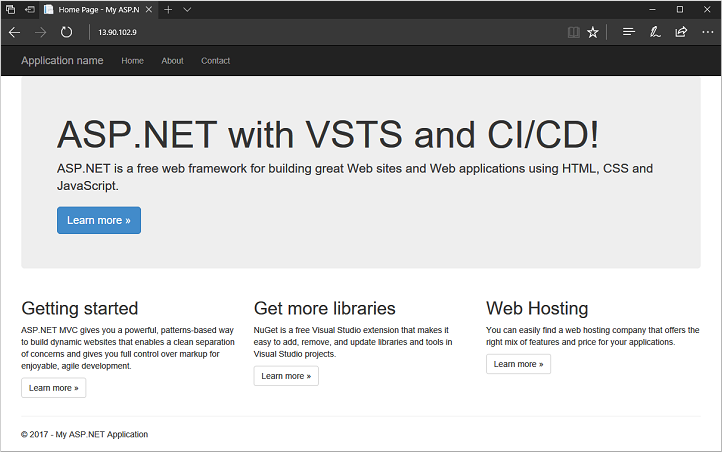 Home Page - My ASP.N
13.90.102.9
Application name Home About Contact
ASP.NET with VSTS and CI/CD!
ASP.NET is a free web framework for building great Web sites and Web applications using HTML, CSS and
JavaScript.
Learn more »
Getting started
ASP.NET MVC gives you a powerful, patterns-based way
to build dynamic websites that enables a clean separation
of concerns and gives you full control over markup for
enjoyable, agile development.
Learn more »
Get more libraries
NuGet is a free Visual Studio extension that makes it
easy to add, remove, and update libraries and tools in
Visual Studio projects.
Learn more »
Web Hosting
You can easily find a web hosting company that offers the
right mix of features and price for your applications.
Learn more »
© 2017 - My ASP.NET Application